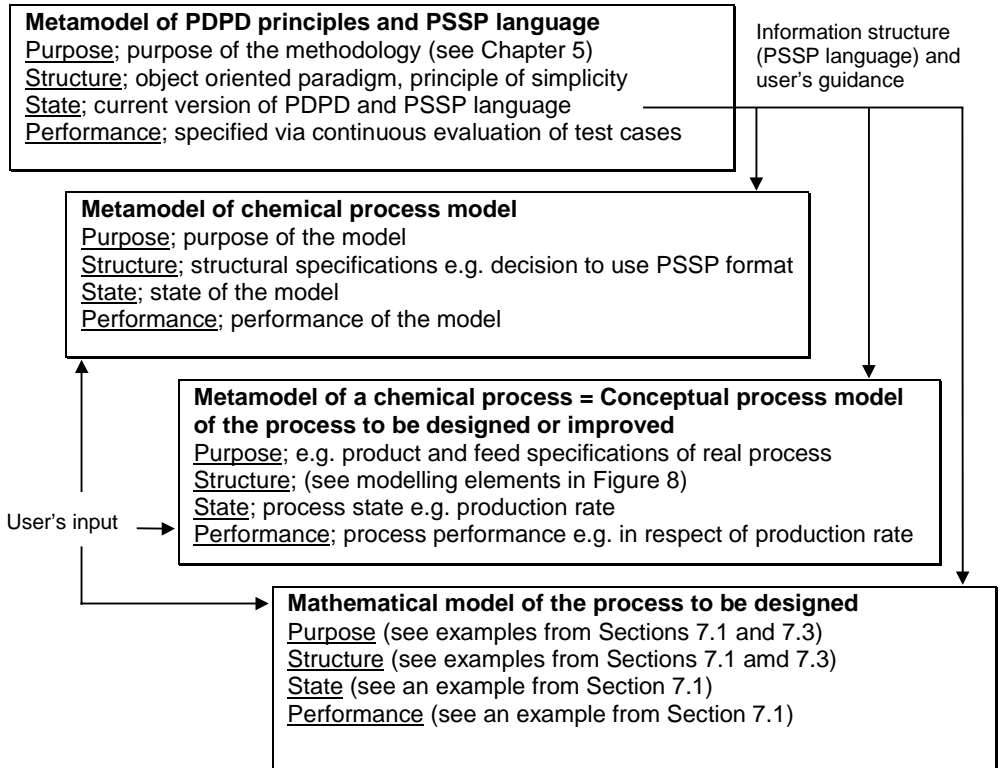 Metamodel of PDPD principles and PSSP language
Purpose; purpose of the methodology (see Chapter 5)
Structure; object oriented paradigm, principle of simplicity
State; current version of PDPD and PSSP language
Performance; specified via continuous evaluation of test cases
Information structure
(PSSP language) and
user's guidance
Metamodel of chemical process model
Purpose; purpose of the model
Structure; structural specifications e.g. decision to use PSSP format
State; state of the model
Performance; performance of the model
Metamodel of a chemical process = Conceptual process model
of the process to be designed or improved
Purpose; e.g. product and feed specifications of real process
Structure; (see modelling elements in Figure 8)
State; process state e.g. production rate
Performance; process performance e.g. in respect of production rate
User's input
Mathematical model of the process to be designed
Purpose (see examples from Sections 7.1 and 7.3)
Structure (see examples from Sections 7.1 amd 7.3)
State (see an example from Section 7.1)
Performance (see an example from Section 7.1)